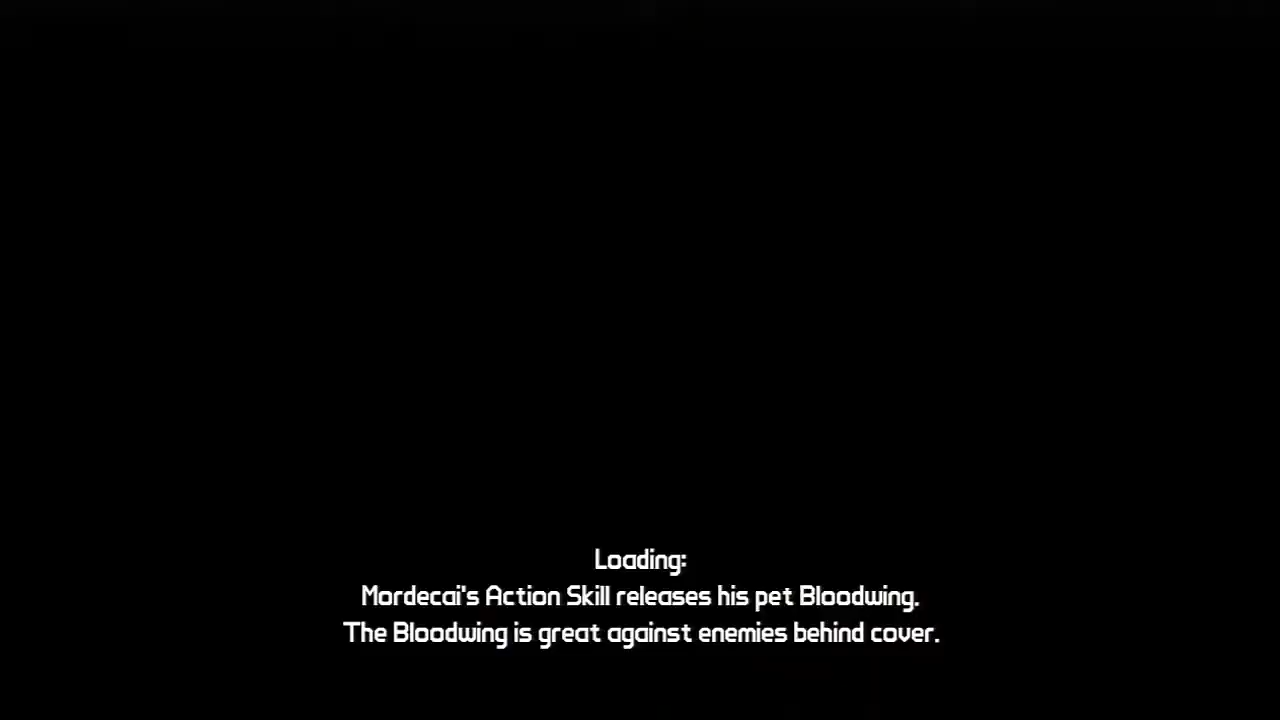 Loading:
Mordecai's Action Skill releases his pet Bloodwing.
The Bloodwing is great against enemies behind cover.